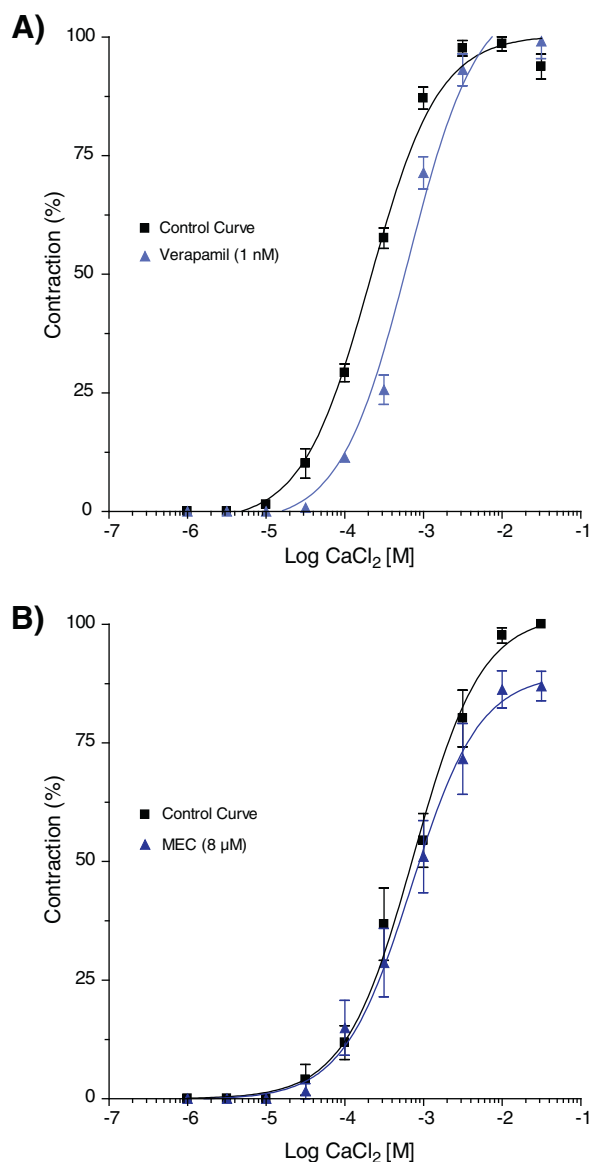 A)
100
75
50
25
0
Contraction (%)
Control Curve
Verapamil (1 nM)
-7 -6 -5 -4 -3 -2 -1
Log CaCl2 [M]
B)
100
75
50
25
0
Contraction (%)
Control Curve
MEC (8 µM)
-7 -6 -5 -4 -3 -2 -1
Log CaCl2 [M]